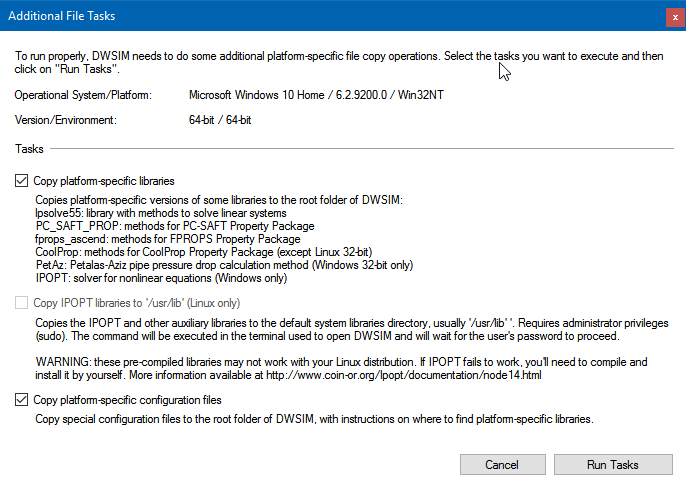 Additional File Tasks
x
To run properly, DWSIM needs to do some additional platform-specific file copy operations. Select the tasks you want to execute and then
click on "Run Tasks".
Operational System/Platform: Microsoft Windows 10 Home / 6.2.9200.0 / Win32NT
Version/Environment: 64-bit / 64-bit
Tasks
Copy platform-specific libraries
Copies platform-specific versions of some libraries to the root folder of DWSIM:
lpsolve55: library with methods to solve linear systems
PC_SAFT_PROP: methods for PC-SAFT Property Package
fprops_ascend: methods for FPROPS Property Package
CoolProp: methods for CoolProp Property Package (except Linux 32-bit)
PetAz: Petalas-Aziz pipe pressure drop calculation method (Windows 32-bit only)
IPOPT: solver for nonlinear equations (Windows only)
Copy IPOPT libraries to '/usr/lib' (Linux only)
Copies the IPOPT and other auxiliary libraries to the default system libraries directory, usually '/usr/lib' '. Requires administrator privileges
(sudo). The command will be executed in the terminal used to open DWSIM and will wait for the user's password to proceed.
WARNING: these pre-compiled libraries may not work with your Linux distribution. If IPOPT fails to work, you'll need to compile and
install it by yourself. More information available at http://www.coin-or.org/Ipopt/documentation/node14.html
Copy platform-specific configuration files
Copy special configuration files to the root folder of DWSIM, with instructions on where to find platform-specific libraries.
Cancel
Run Tasks